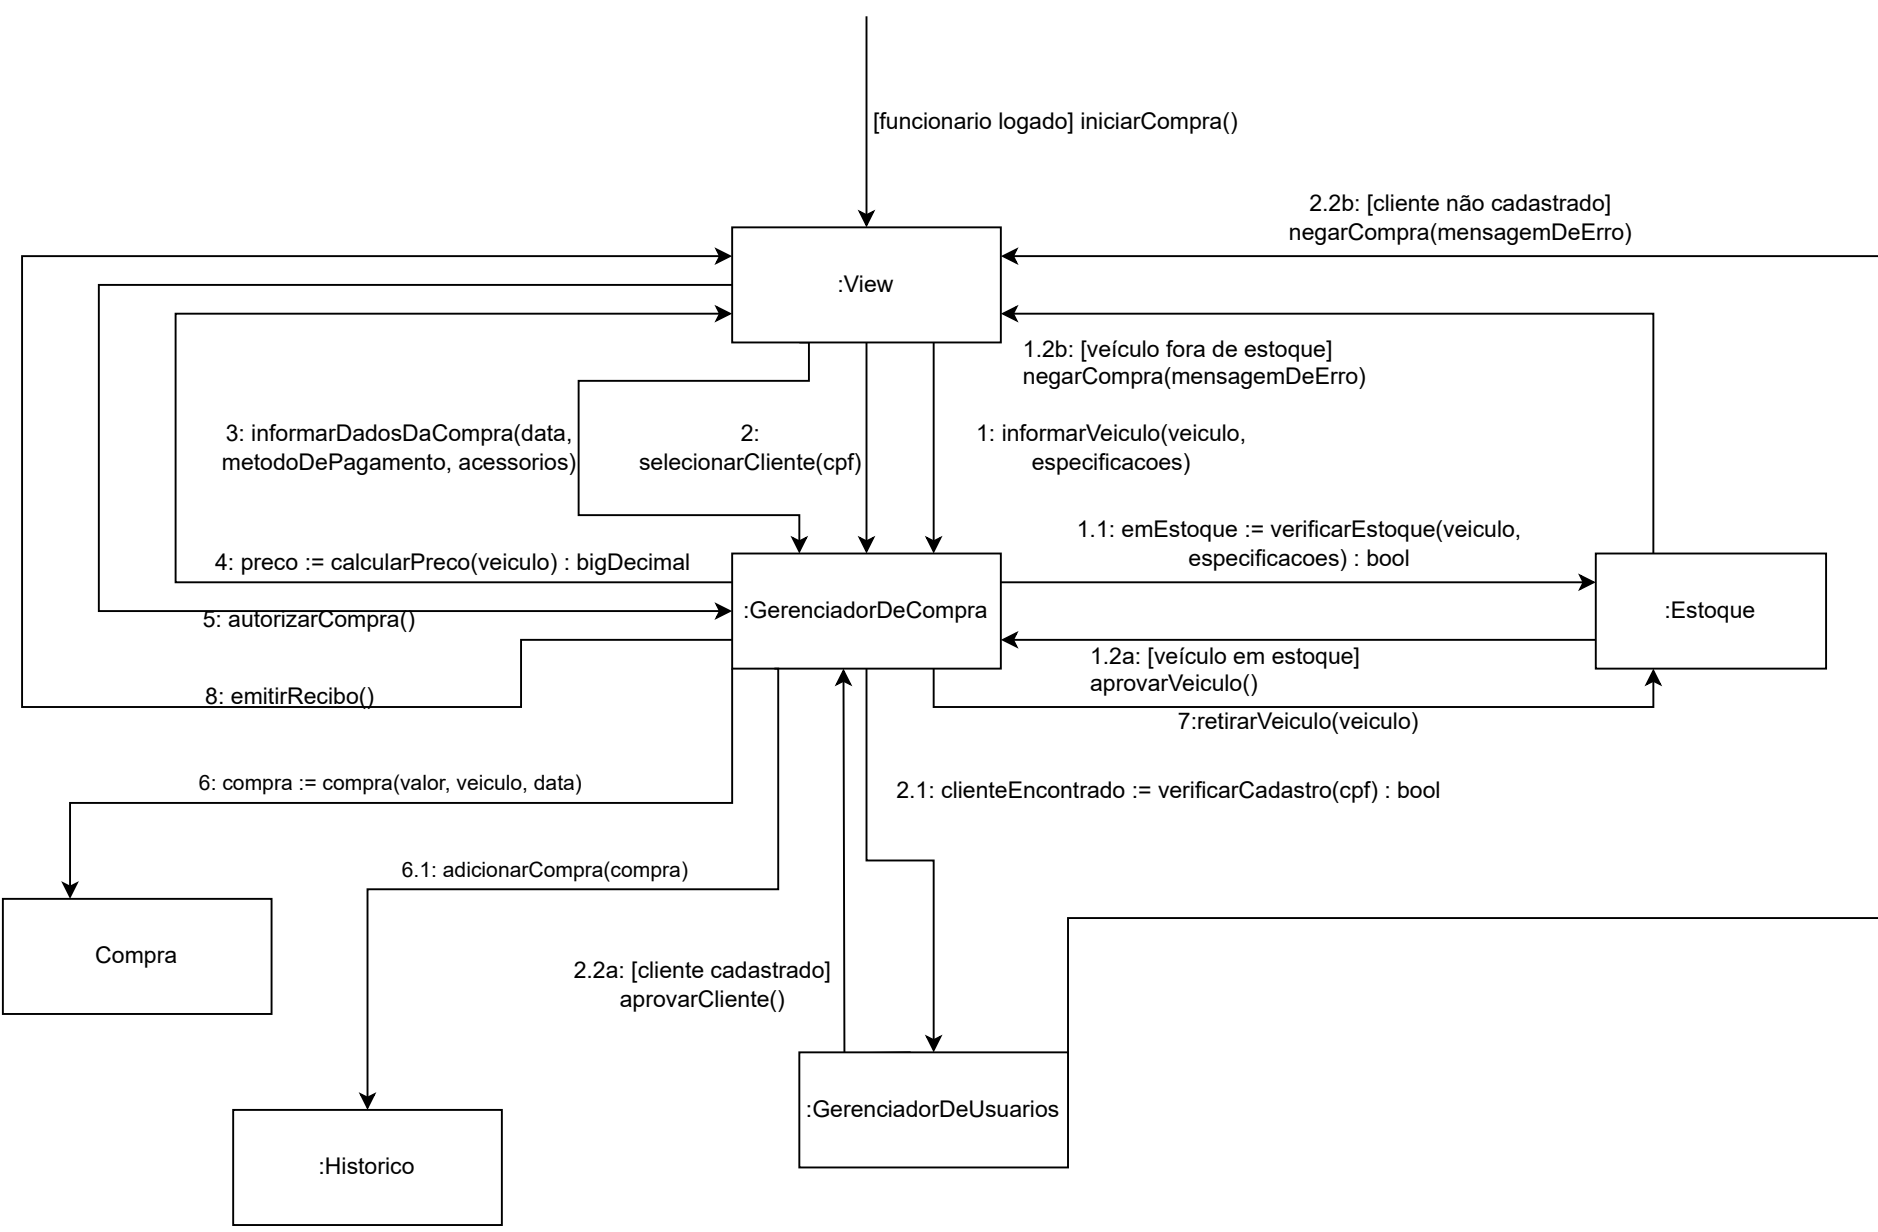 [funcionario logado] iniciarCompra()
2.2b: [cliente não cadastrado]
negarCompra(mensagemDeErro)
:View
1.2b: [veículo fora de estoque]
negarCompra(mensagemDeErro)
3: informarDadosDaCompra(data,
metodoDePagamento, acessorios)
2:
selecionarCliente(cpf)
1: informarVeiculo(veiculo,
especificacoes)
1.1: emEstoque := verificarEstoque(veiculo,
especificacoes) : bool
4: preco := calcularPreco(veiculo) : bigDecimal
:GerenciadorDeCompra
:Estoque
5: autorizarCompra()
1.2a: [veículo em estoque]
aprovarVeiculo()
8: emitirRecibo()
7:retirarVeiculo(veiculo)
6: compra := compra(valor, veiculo, data)
2.1: clienteEncontrado := verificarCadastro(cpf) : bool
6.1: adicionarCompra(compra)
Compra
2.2a: [cliente cadastrado]
aprovarCliente()
:GerenciadorDeUsuarios
:Historico